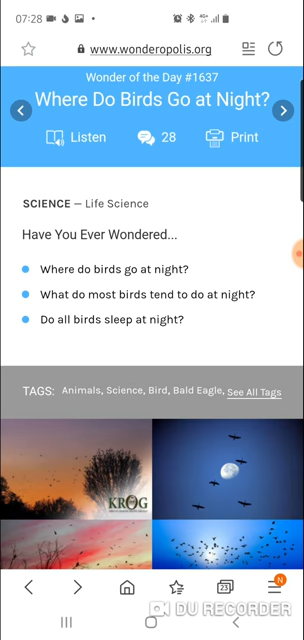 07:28
www.wonderopolis.org
Wonder of the Day #1637
Where Do Birds Go at Night?
Listen 28 Print
SCIENCE — Life Science
Have You Ever Wondered...
Where do birds go at night?
What do most birds tend to do at night?
Do all birds sleep at night?
TAGS: Animals, Science, Bird, Bald Eagle, See All Tags
KROG
23 N
DU RECORDER